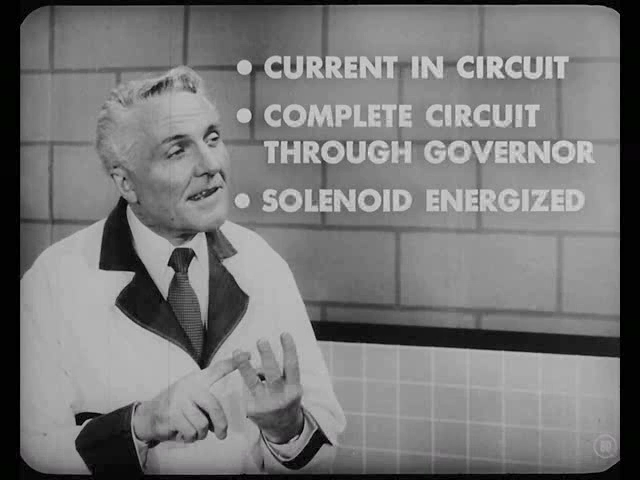 • CURRENT IN CIRCUIT
• COMPLETE CIRCUIT
THROUGH GOVERNOR
• SOLENOID ENERGIZED